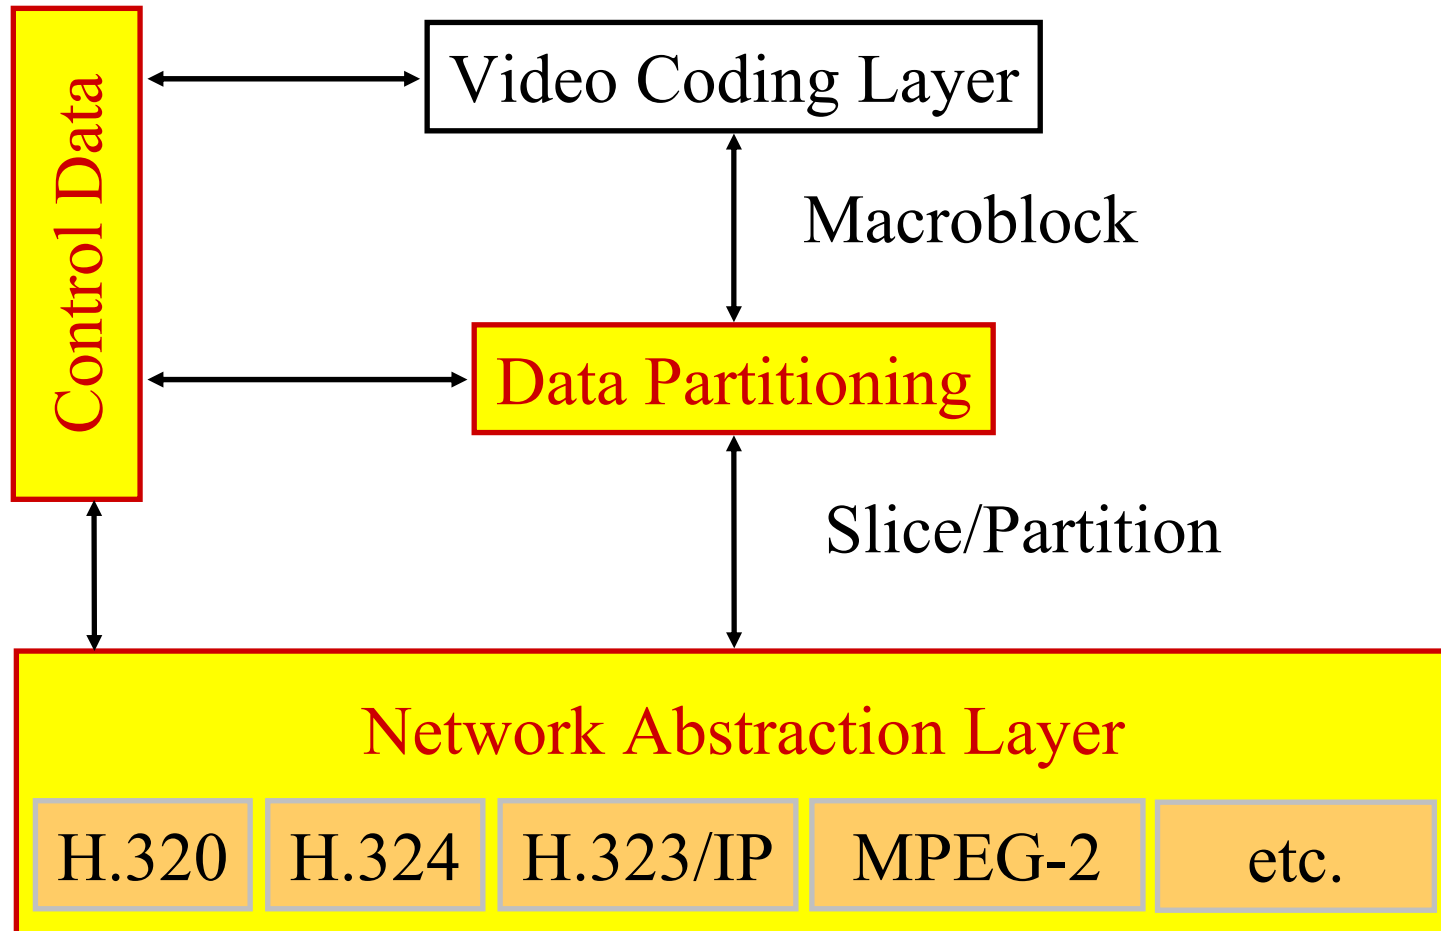 Control Data
Video Coding Layer
Macroblock
Data Partitioning
Slice/Partition
Network Abstraction Layer
H.320
H.324
H.323/IP
MPEG-2
etc.